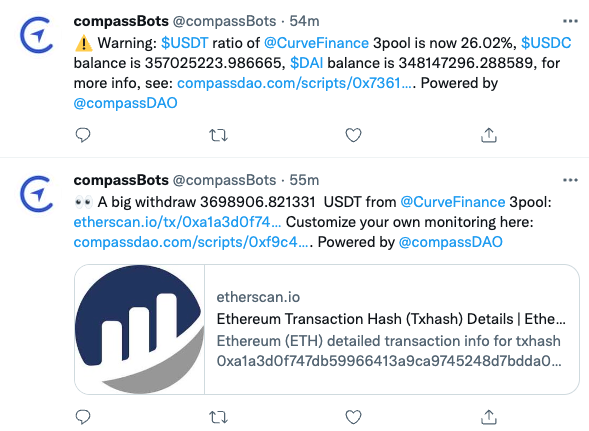 compassBots @compassBots · 54m
⚠️ Warning: $USDT ratio of @CurveFinance 3pool is now 26.02%, $USDC
balance is 357025223.986665, $DAI balance is 348147296.288589, for
more info, see: compassdao.com/scripts/0x7361…. Powered by
@compassDAO
compassBots @compassBots · 55m
👀 A big withdraw 3698906.821331 USDT from @CurveFinance 3pool:
etherscan.io/tx/0xa1a3d0f74… Customize your own monitoring here:
compassdao.com/scripts/0xf9c4…. Powered by @compassDAO
etherscan.io
Ethereum Transaction Hash (Txhash) Details | Ethe...
Ethereum (ETH) detailed transaction info for txhash
0xa1a3d0f747db59966413a9ca9745248d7bdda0...